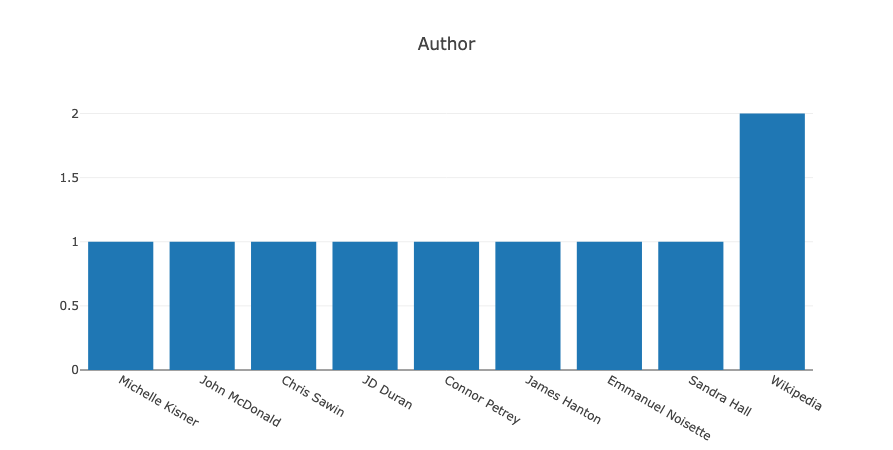 Author
2
1.5
1
0.5
0
Michelle Kisner
John McDonald
Chris Sawin
JD Duran
Connor Petrey
James Hanton
Emmanuel Noisette
Sandra Hall
Wikipedia